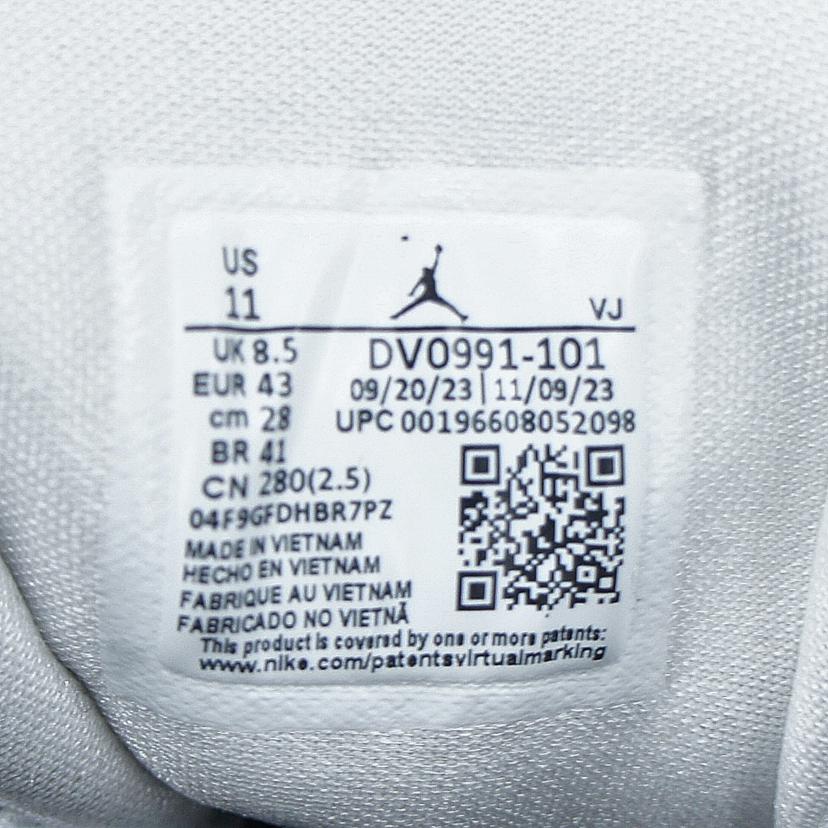 US
11
VJ
UK 8.5
DV0991-101
EUR 43
09/20/23 | 11/09/23
cm 28
UPC 00196608052098
BR 41
CN 280(2.5)
04F9GFDHBR7PZ
MADE IN VIETNAM
HECHO EN VIETNAM
FABRIQUE AU VIETNAM
FABRICADO NO VIETNÃ
This product is covered by one or more patents:
www.nike.com/patentsvirtualmarking